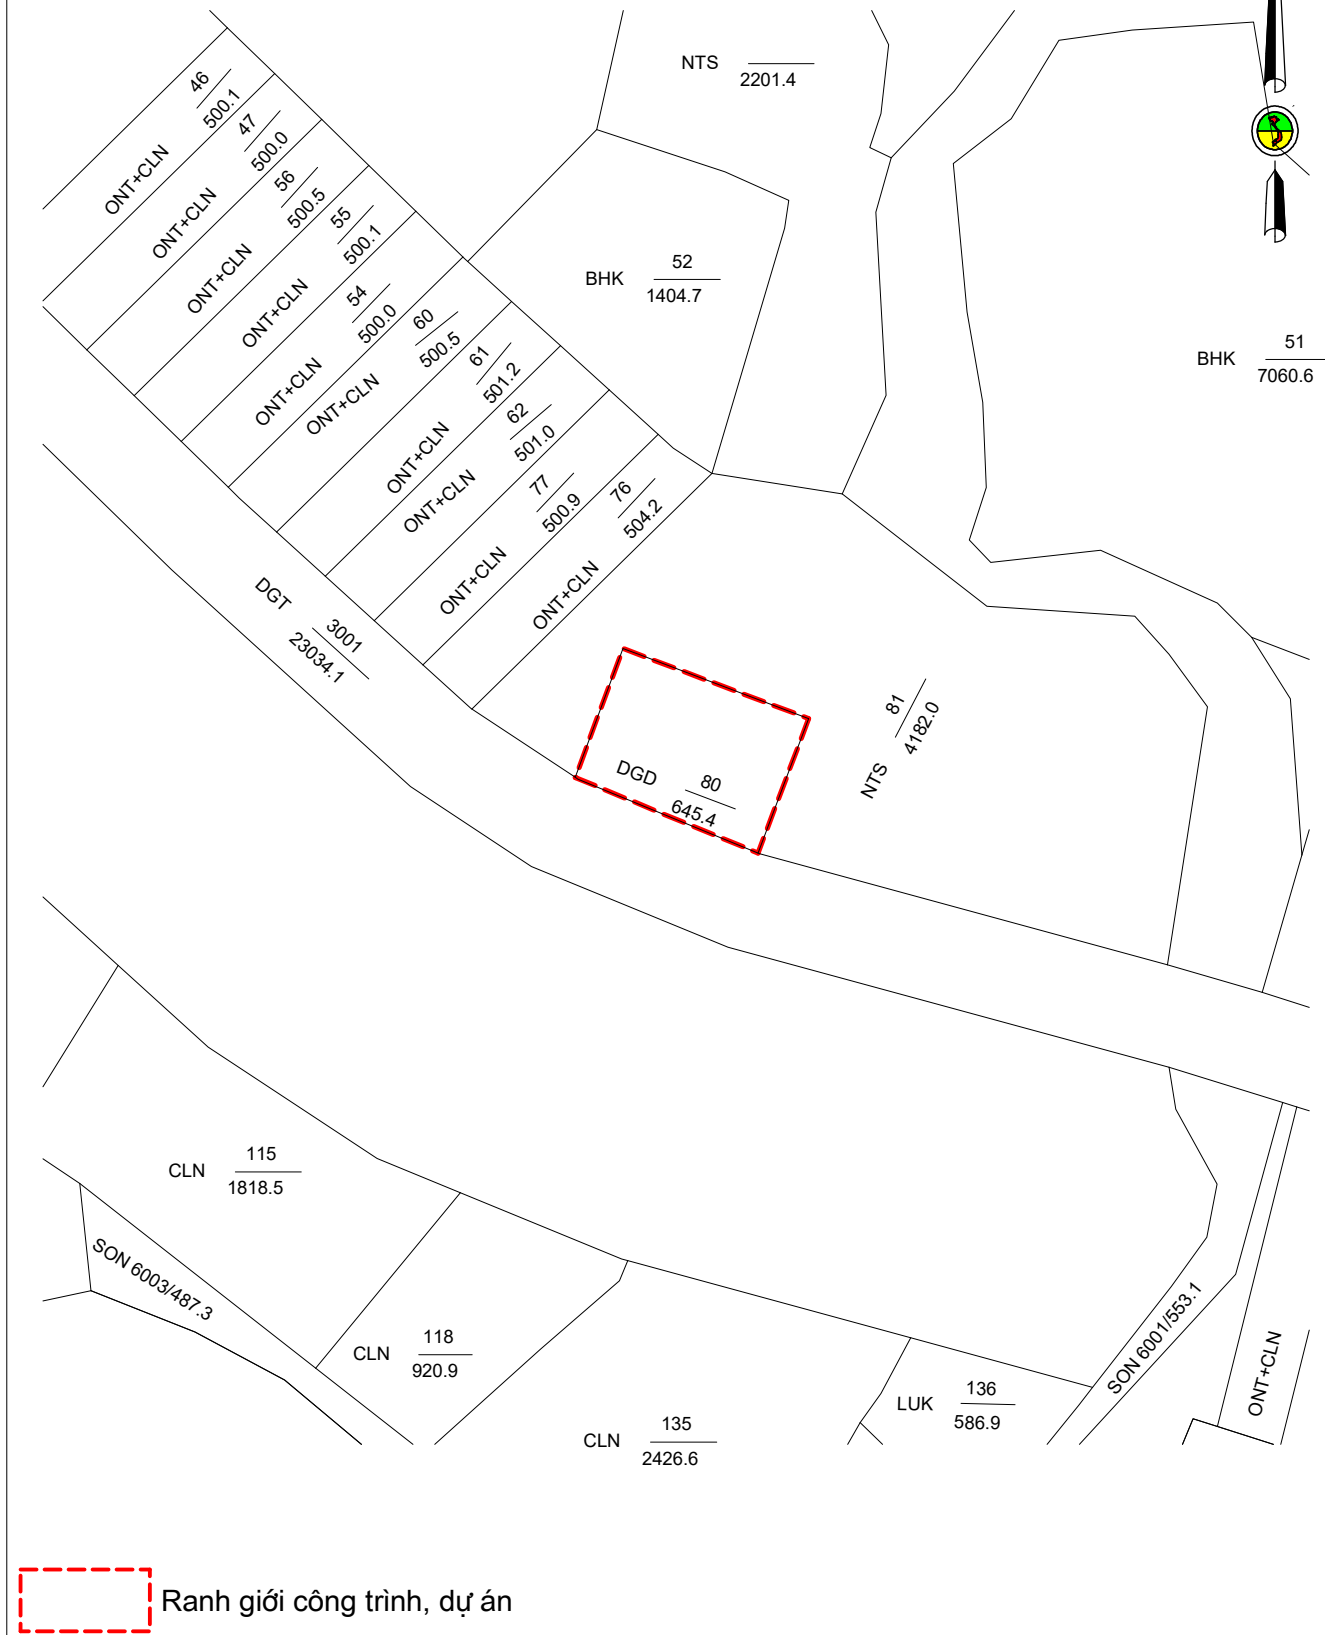 NTS
2201.4
46
ONT+CLN
500.1
47
ONT+CLN
500.0
56
ONT+CLN
500.5
55
ONT+CLN
500.1
54
ONT+CLN
500.0
60
ONT+CLN
500.5
61
ONT+CLN
501.2
62
ONT+CLN
501.0
77
ONT+CLN
500.9
76
ONT+CLN
504.2
52
BHK
1404.7
51
BHK
7060.6
DGT
3001
23034.1
81
NTS
4182.0
DGD
80
645.4
115
CLN
1818.5
SON 6003/487.3
118
CLN
920.9
135
CLN
2426.6
136
LUK
586.9
SON 6001/553.1
ONT+CLN
Ranh giới công trình, dự án